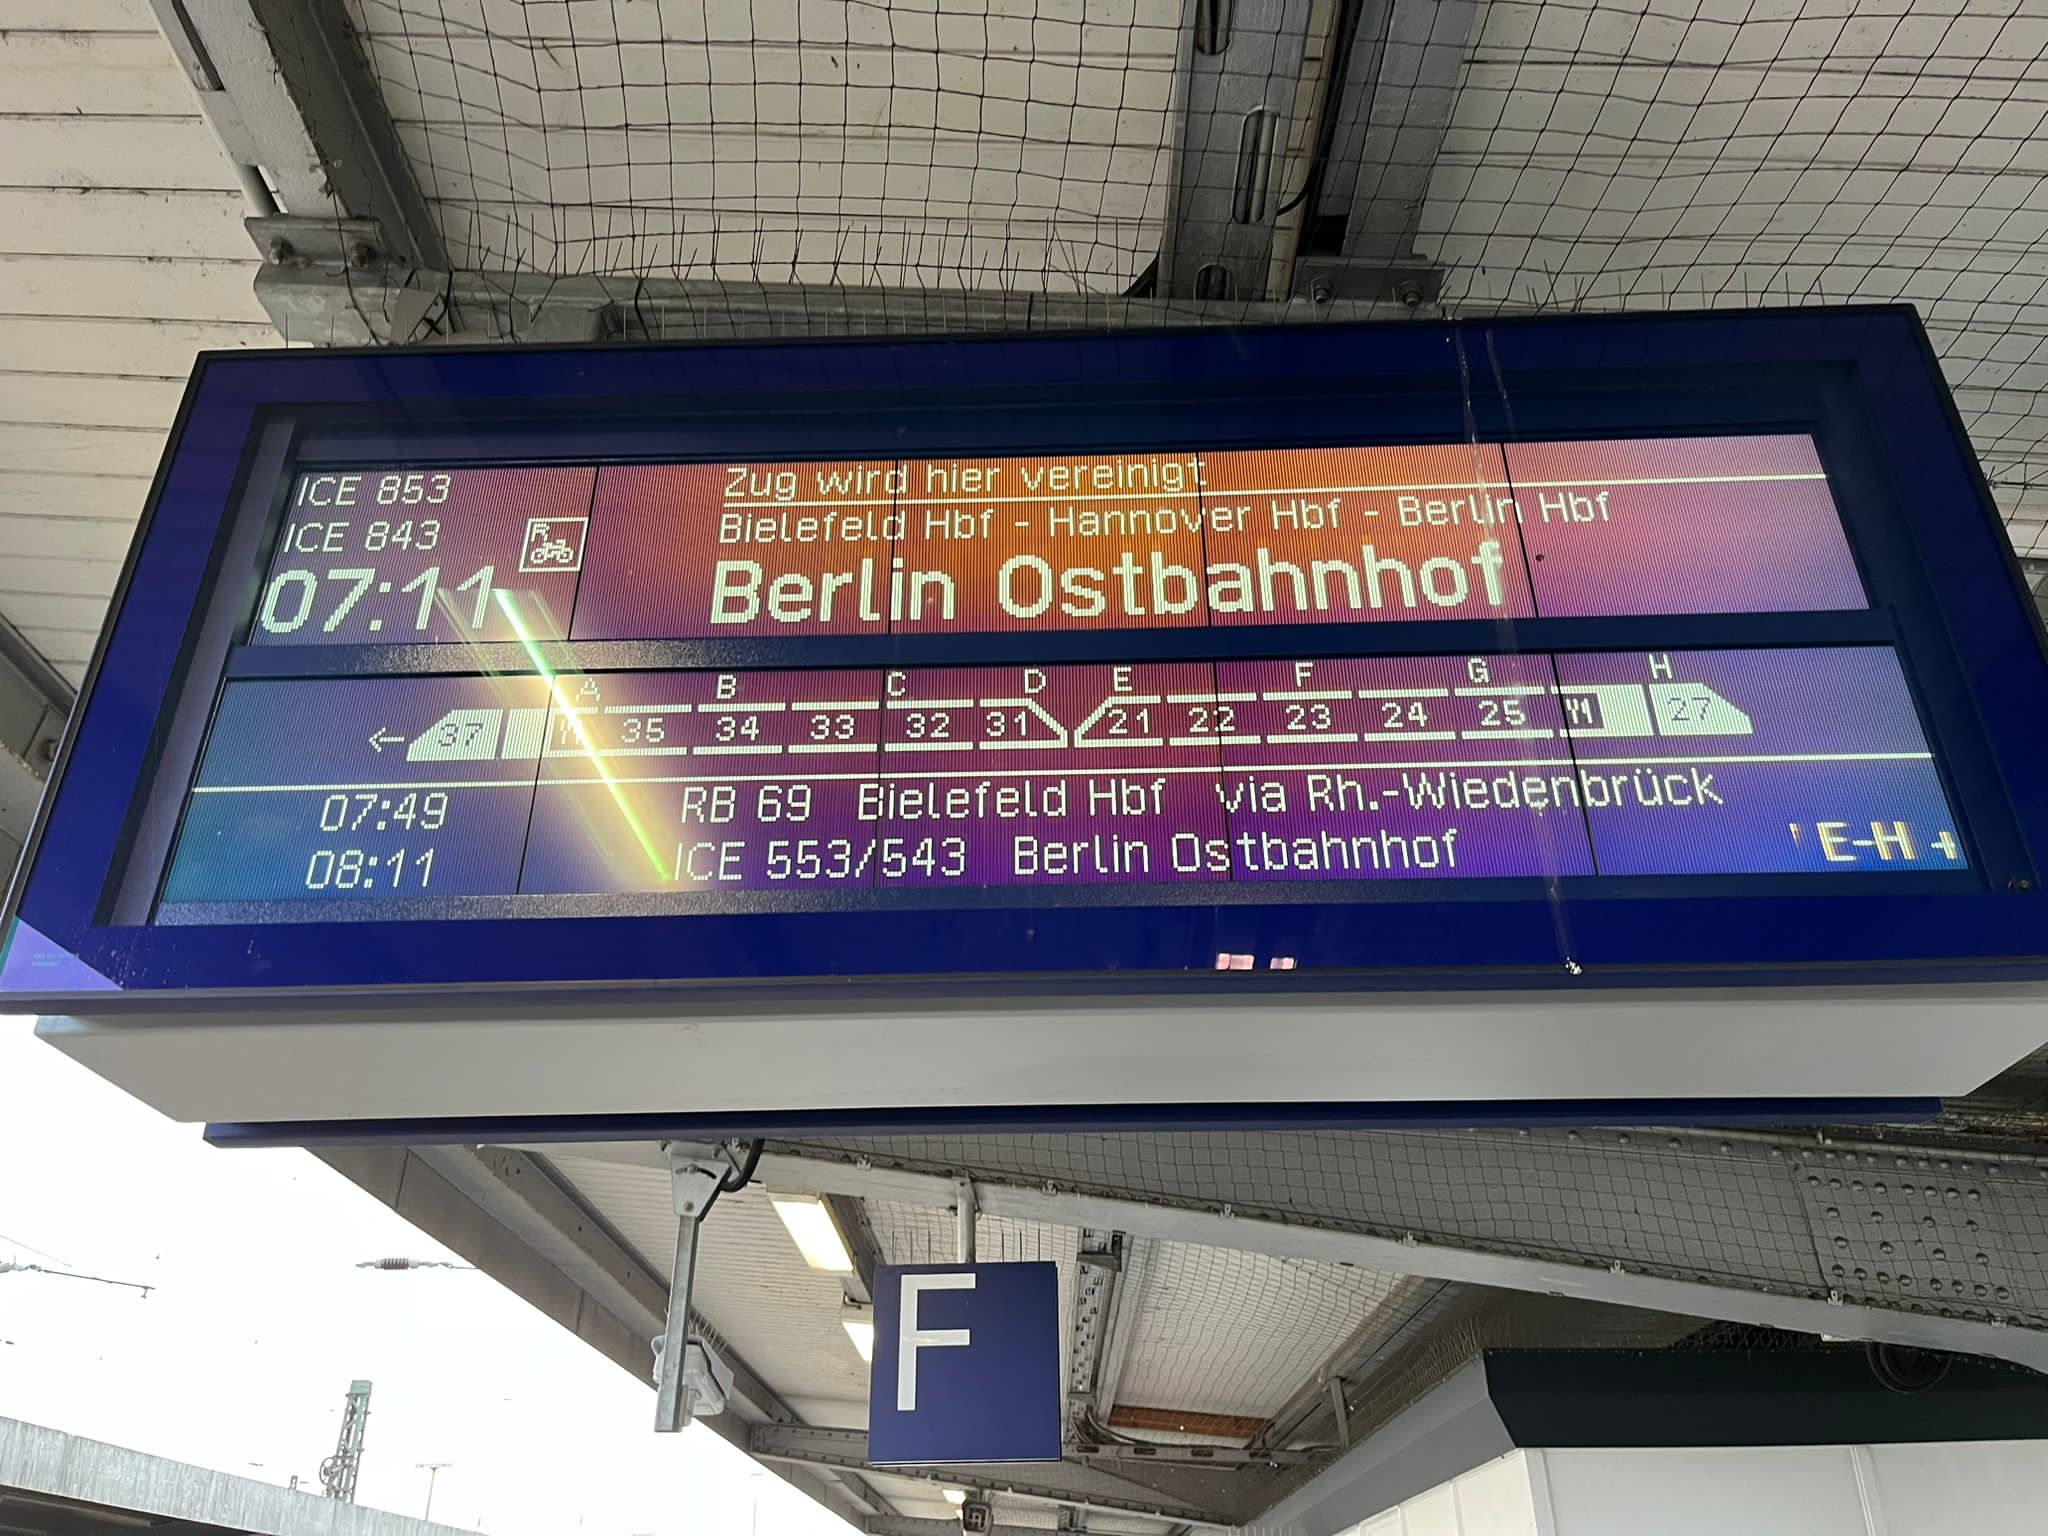 ICE 853
ICE 843
07:11
Zug wird hier vereinigt
Bielefeld Hbf - Hannover Hbf - Berlin Hbf
Berlin Ostbahnhof
A B C D E F G H
37 35 34 33 32 31 21 22 23 24 25 27
07:49 RB 69 Bielefeld Hbf via Rh.-Wiedenbrück
08:11 ICE 553/543 Berlin Ostbahnhof ' E-H +
F